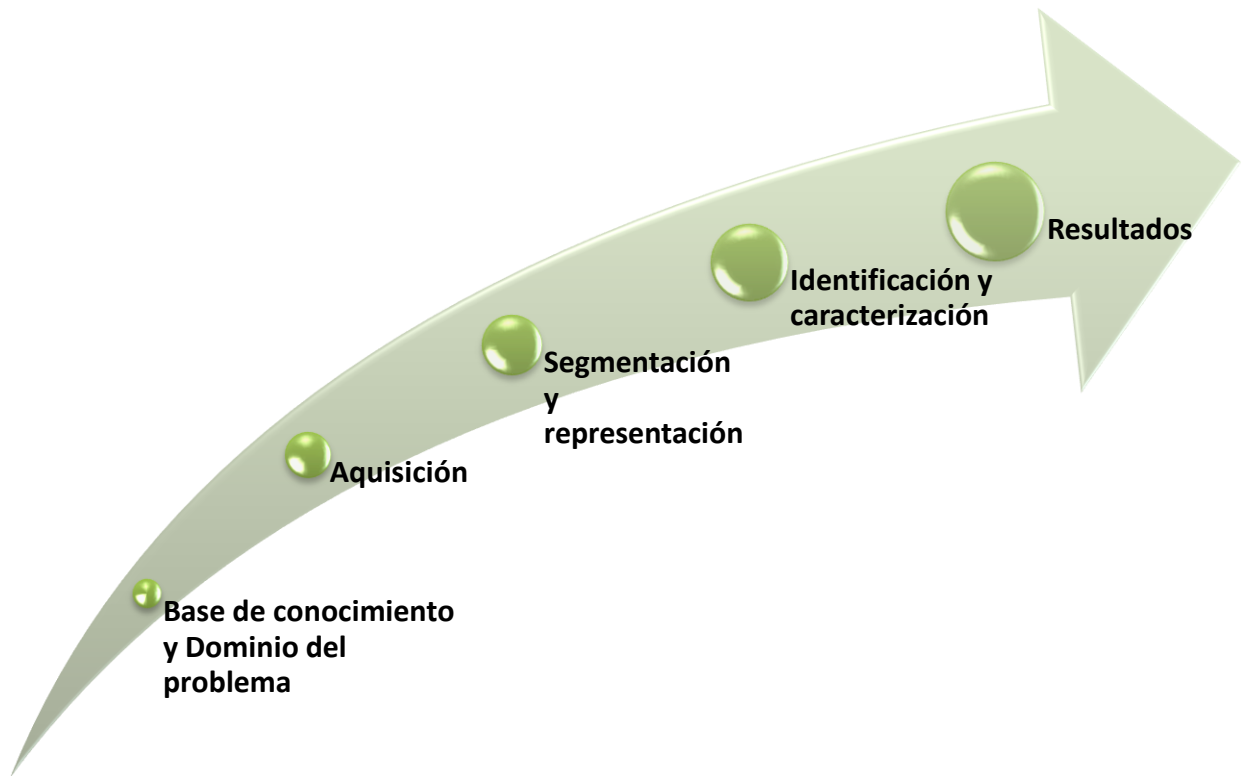 Base de conocimiento
y Dominio del
problema
Aquisición
Segmentación
y
representación
Identificación y
caracterización
Resultados